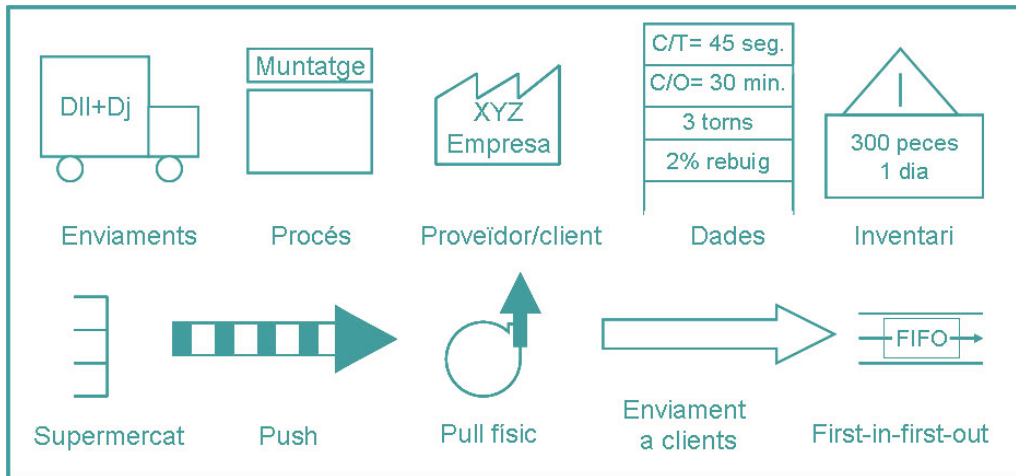 DII+Dj
Muntatge
XYZ
Empresa
C/T= 45 seg.
C/O= 30 min.
3 torns
2% rebuig
I
300 peces
1 dia
Enviaments
Procés
Proveïdor/client
Dades
Inventari
FIFO
Supermercat
Push
Pull físic
Enviament
a clients
First-in-first-out